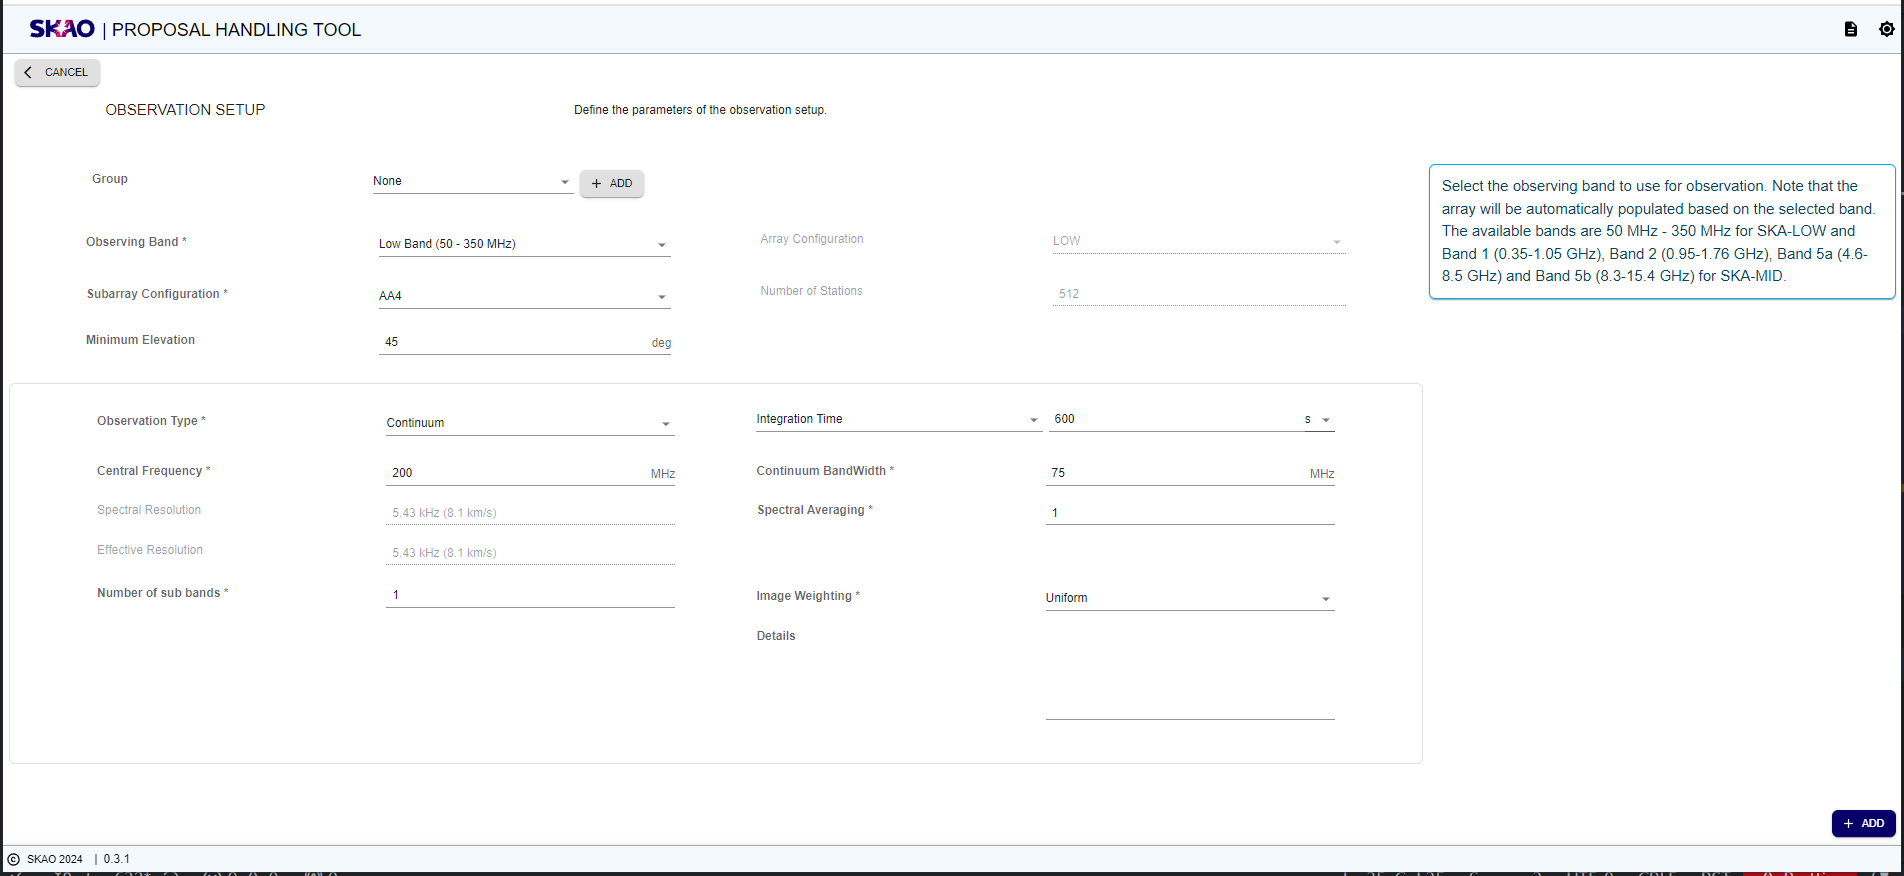 SKAO | PROPOSAL HANDLING TOOL
CANCEL
OBSERVATION SETUP
Define the parameters of the observation setup.
Group
None
+ ADD
Observing Band *
Low Band (50 - 350 MHz)
Array Configuration
LOW
Subarray Configuration *
AA4
Number of Stations
512
Minimum Elevation
45
deg
Select the observing band to use for observation. Note that the
array will be automatically populated based on the selected band.
The available bands are 50 MHz - 350 MHz for SKA-LOW and
Band 1 (0.35-1.05 GHz), Band 2 (0.95-1.76 GHz), Band 5a (4.6-
8.5 GHz) and Band 5b (8.3-15.4 GHz) for SKA-MID.
Observation Type *
Continuum
Integration Time
600
s
Central Frequency *
200
MHz
Continuum BandWidth *
75
MHz
Spectral Resolution
5.43 kHz (8.1 km/s)
Spectral Averaging *
1
Effective Resolution
5.43 kHz (8.1 km/s)
Number of sub bands *
1
Image Weighting *
Uniform
Details
+ ADD
© SKAO 2024 | 0.3.1